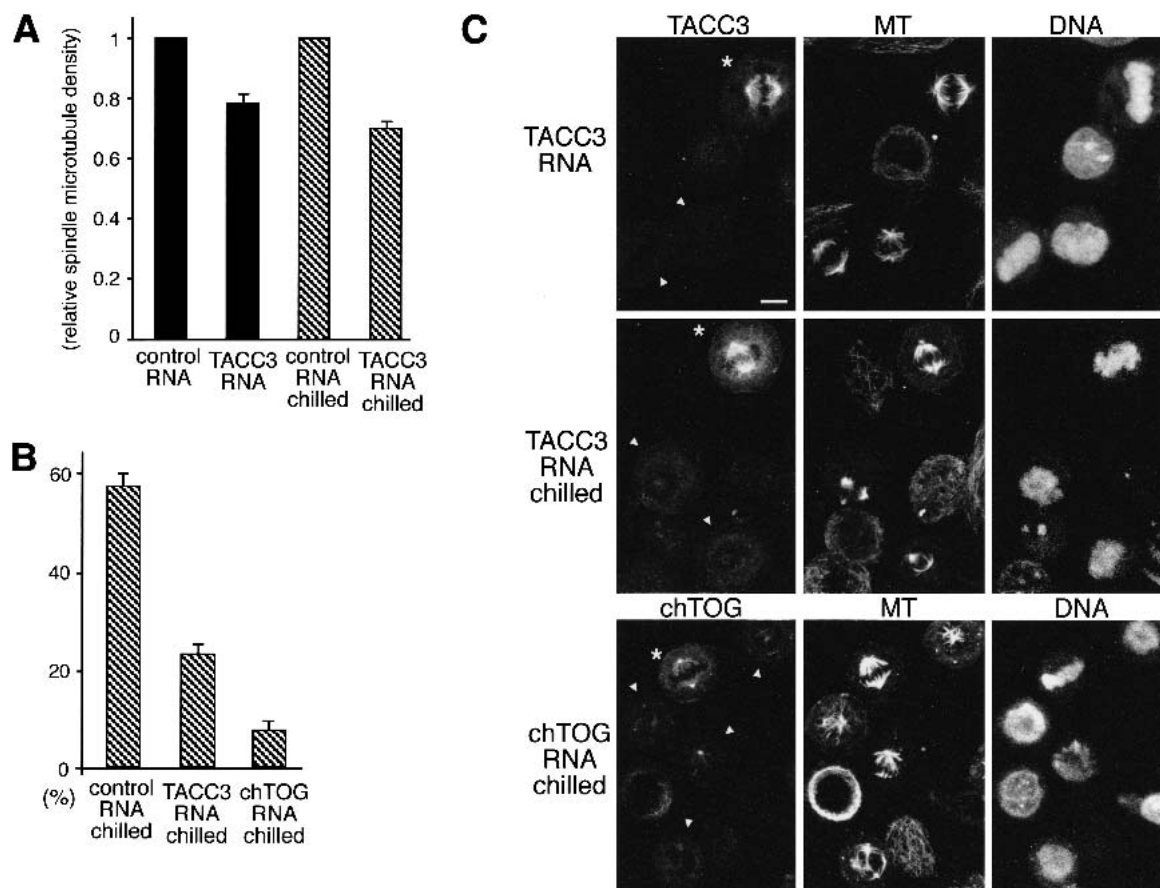 A
(relative spindle microtubule density)
1
0.8
0.6
0.4
0.2
0
control
RNA
TACC3
RNA
control
RNA
chilled
TACC3
RNA
chilled
B
60
40
20
0
(%)
control
RNA
chilled
TACC3
RNA
chilled
chTOG
RNA
chilled
C
TACC3
MT
DNA
TACC3
RNA
*
TACC3
RNA
chilled
*
chTOG
MT
DNA
chTOG
RNA
chilled
*